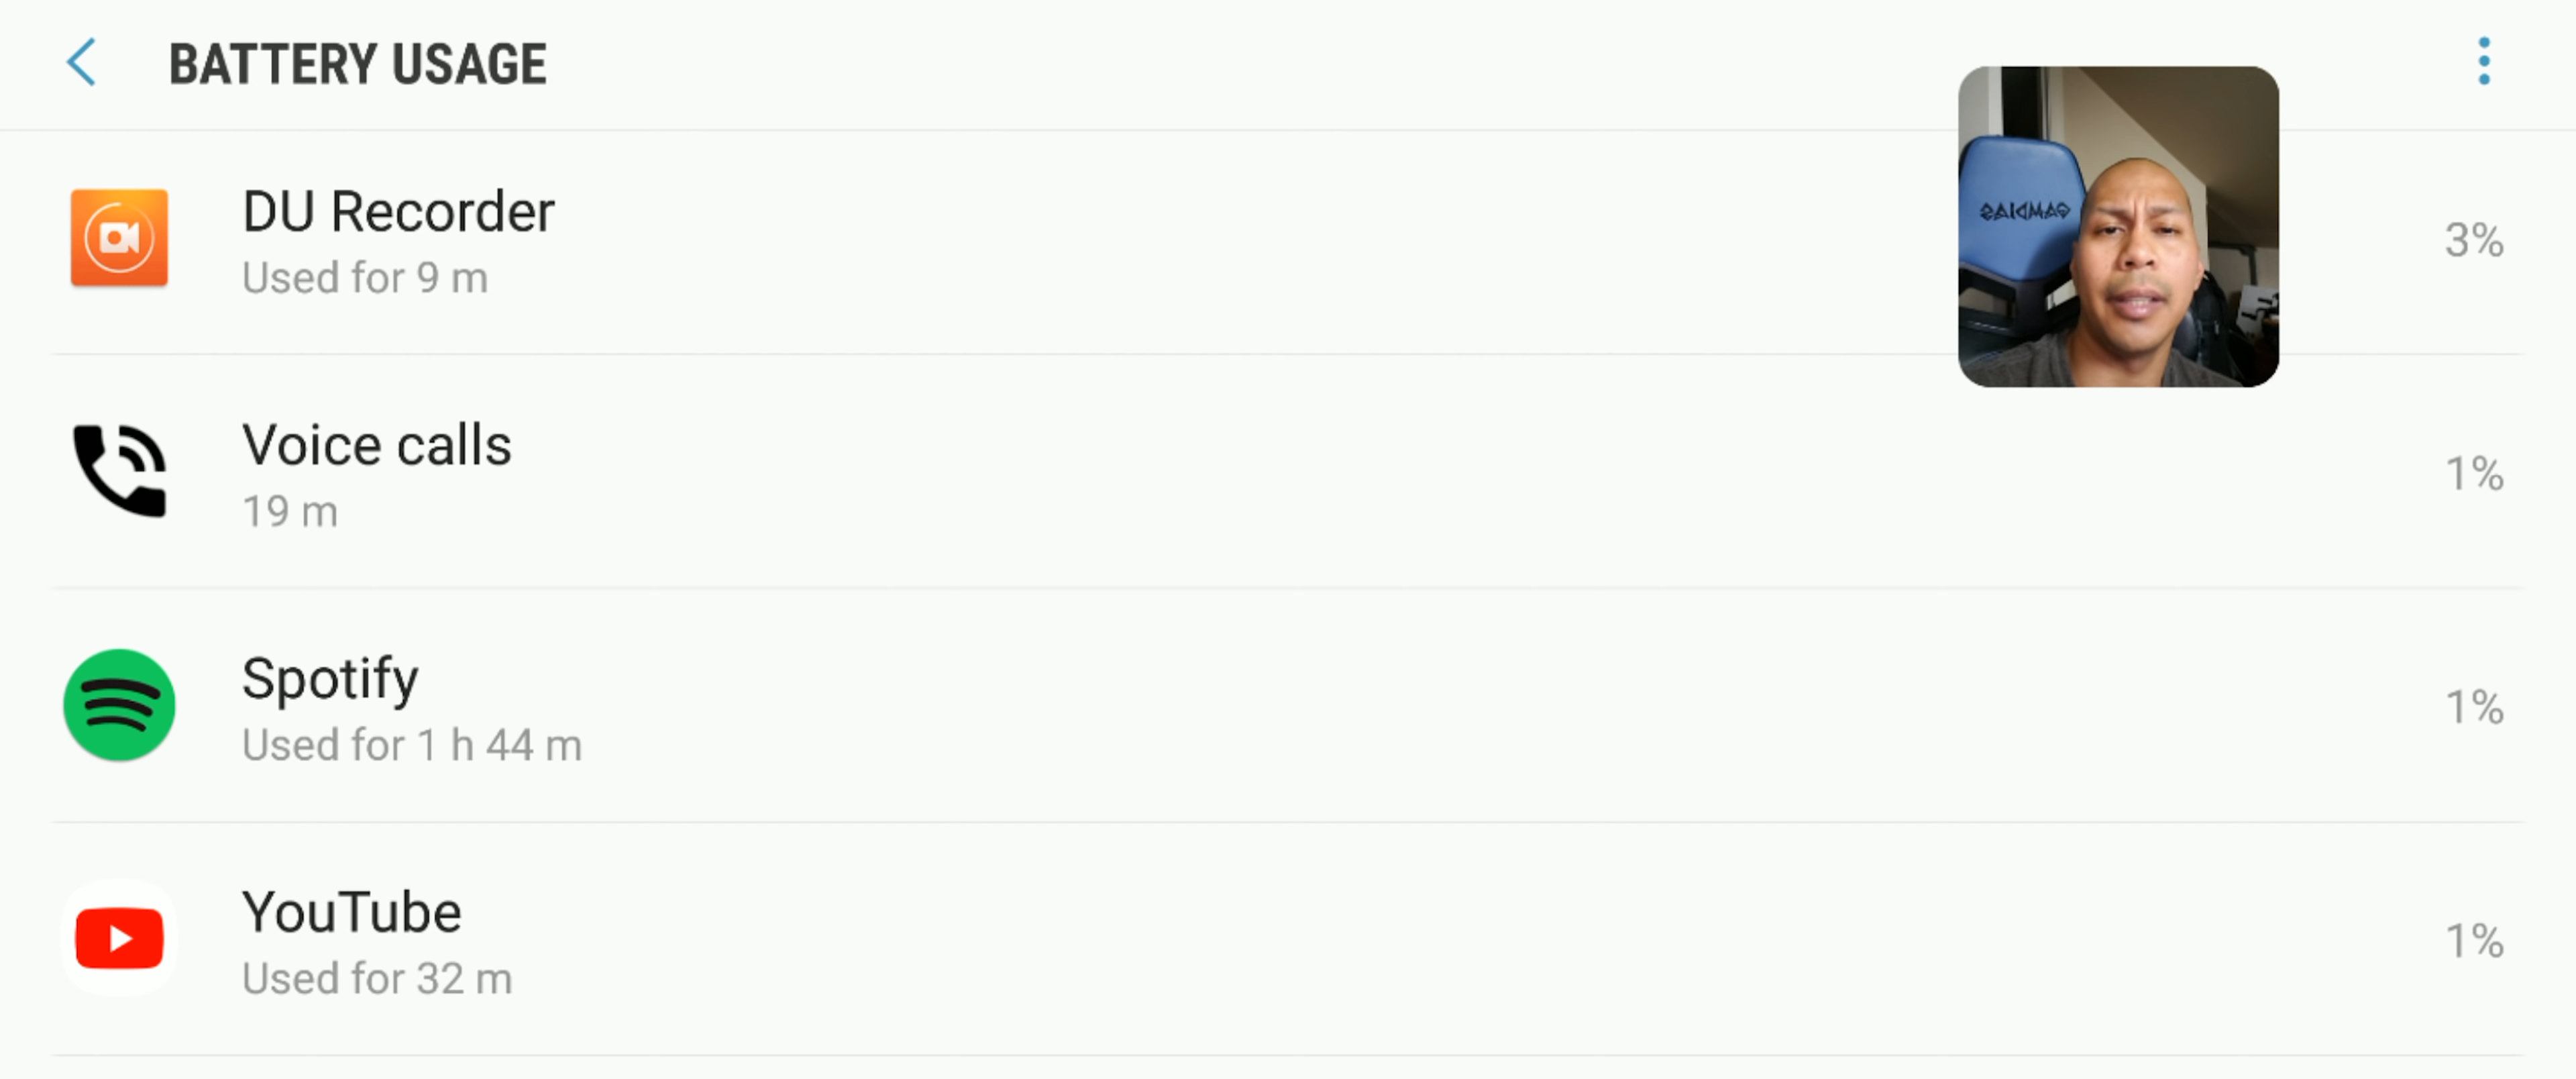 BATTERY USAGE
DU Recorder
Used for 9 m
3%
Voice calls
19 m
1%
Spotify
Used for 1 h 44 m
1%
YouTube
Used for 32 m
1%